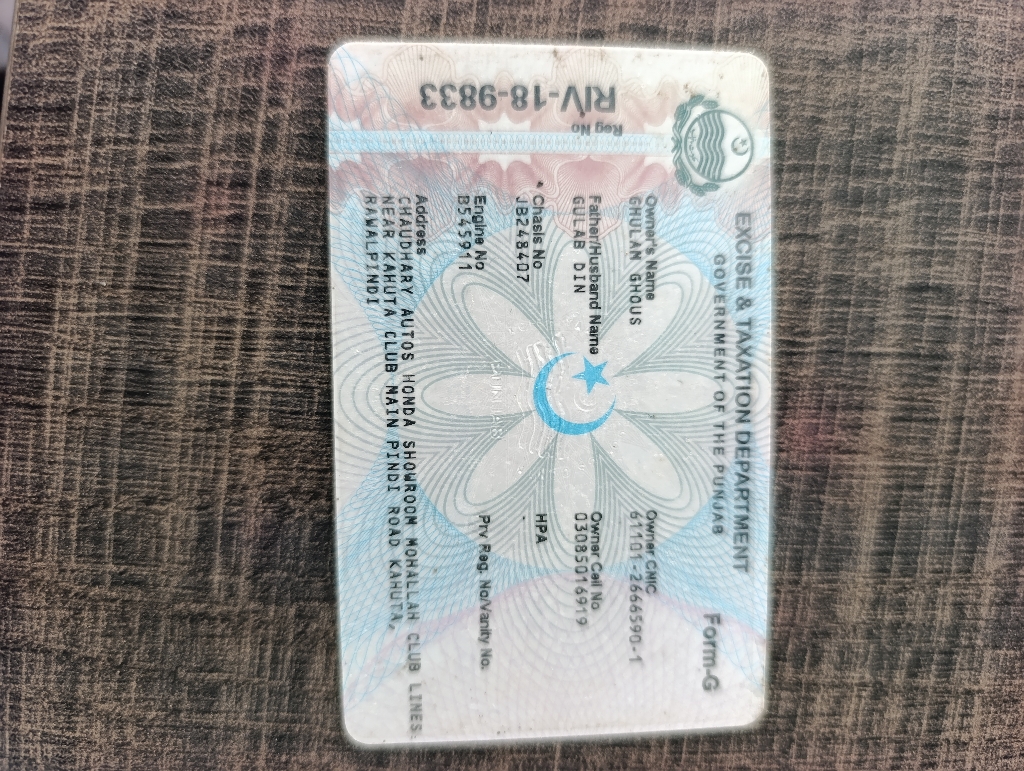 EXCISE & TAXATION DEPARTMENT
GOVERNMENT OF THE PUNJAB
Form-G
Reg No
RIV-18-9833
Owner's Name
GHULAM GHOUS
Owner CNIC
61101-2666590-1
Father/Husband Name
GULAB DIN
Owner Cell No
03085016919
Chasis No
JB248407
HPA
Engine No
B545911
Prv Reg. No/Vanity No.
Address
CHAUDHARY AUTOS HONDA SHOWROOM MOHALLAH CLUB LINES
NEAR KAHUTA CLUB MAIN PINDI ROAD KAHUTA,
RAWALPINDI
PUNJAB